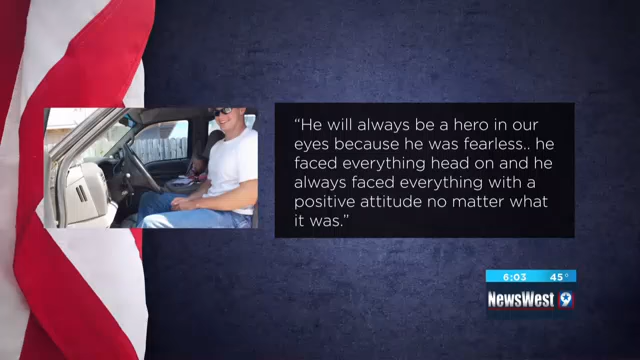 “He will always be a hero in our
eyes because he was fearless.. he
faced everything head on and he
always faced everything with a
positive attitude no matter what
it was.”
6:03 45°
NewsWest 9